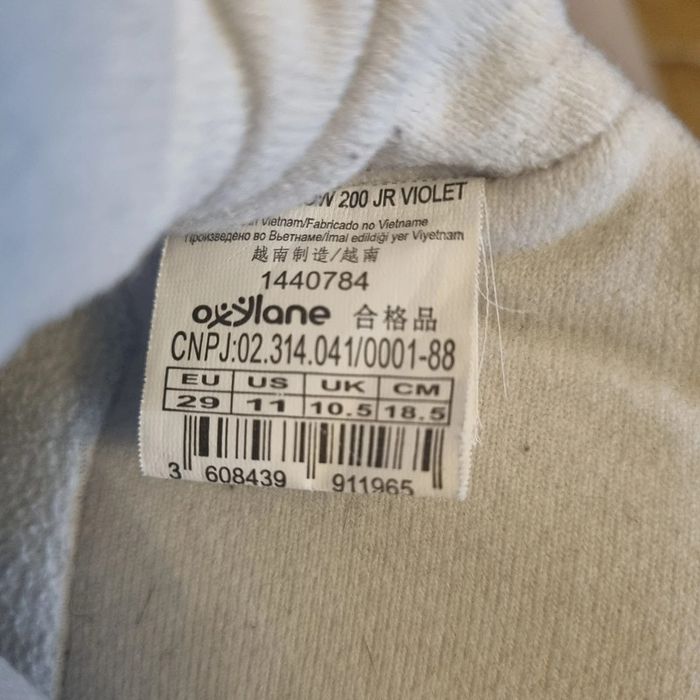 200 JR VIOLET
Vietnam/Fabricado no Vietname
Произведено во Вьетнаме/İmal edildiği yer Viyetnam
越南制造/越南
1440784
oxylane 合格品
CNPJ:02.314.041/0001-88
EU US UK CM
29 11 10.5 18.5
3 608439 911965